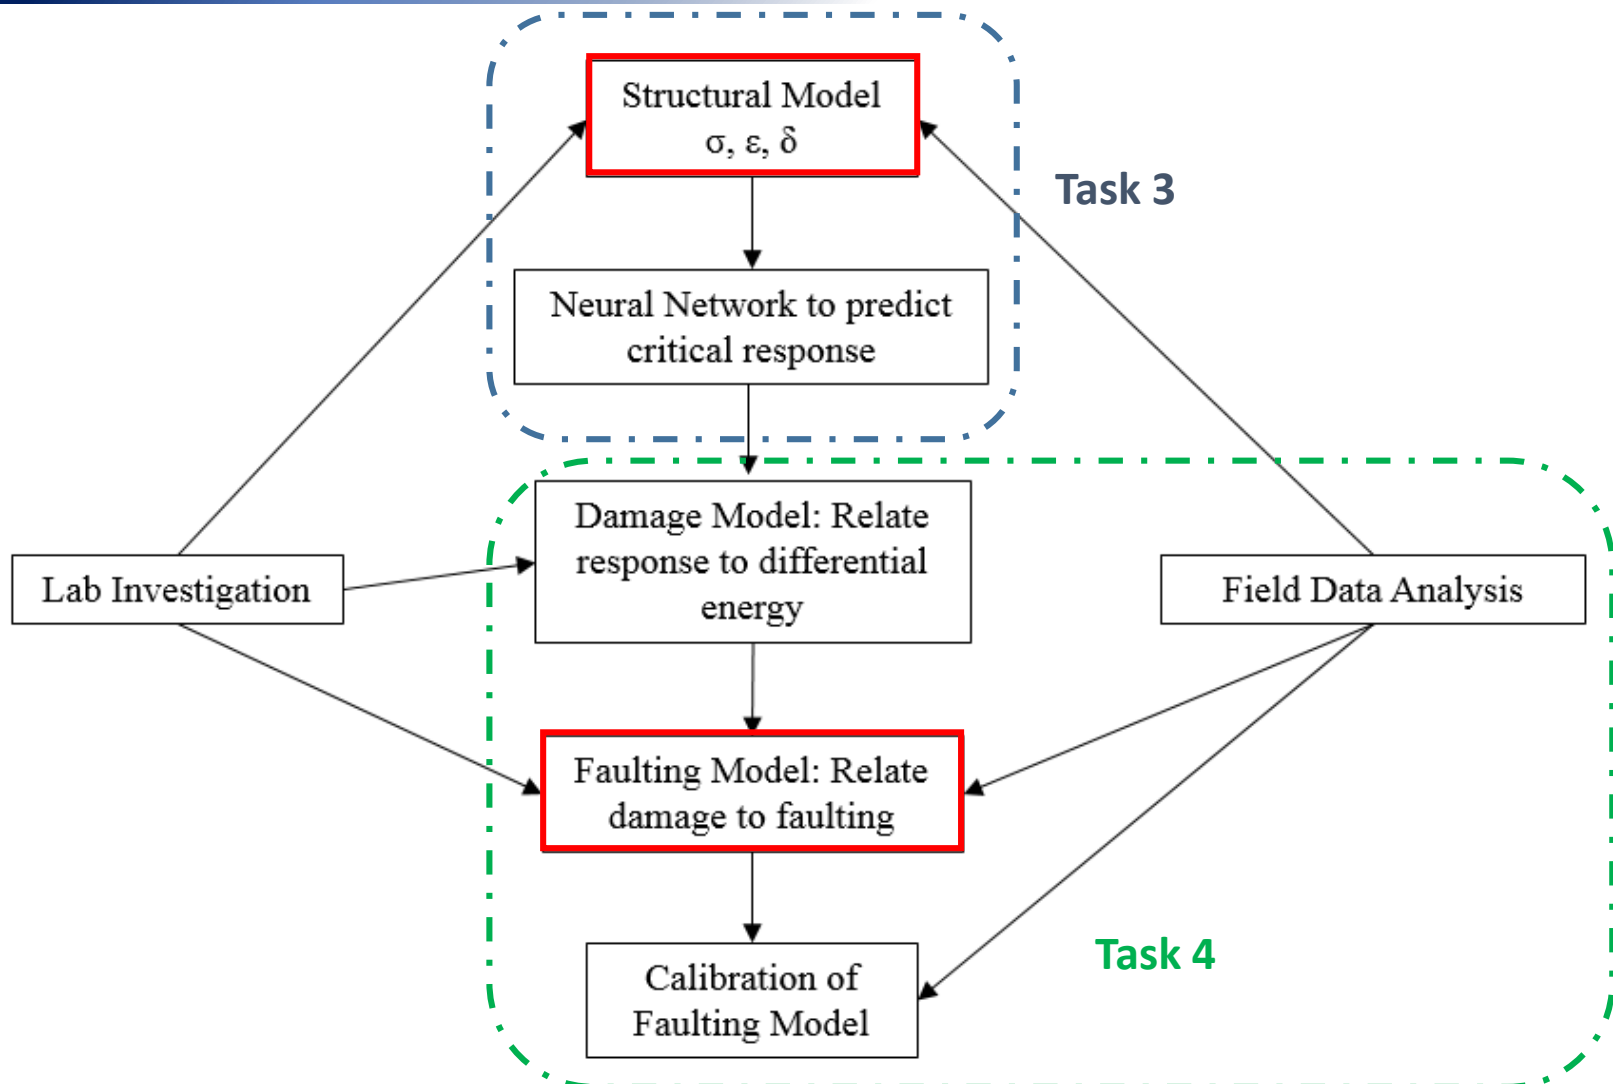 Structural Model
σ, ε, δ
Task 3
Neural Network to predict
critical response
Damage Model: Relate
response to differential
energy
Lab Investigation
Field Data Analysis
Faulting Model: Relate
damage to faulting
Task 4
Calibration of
Faulting Model